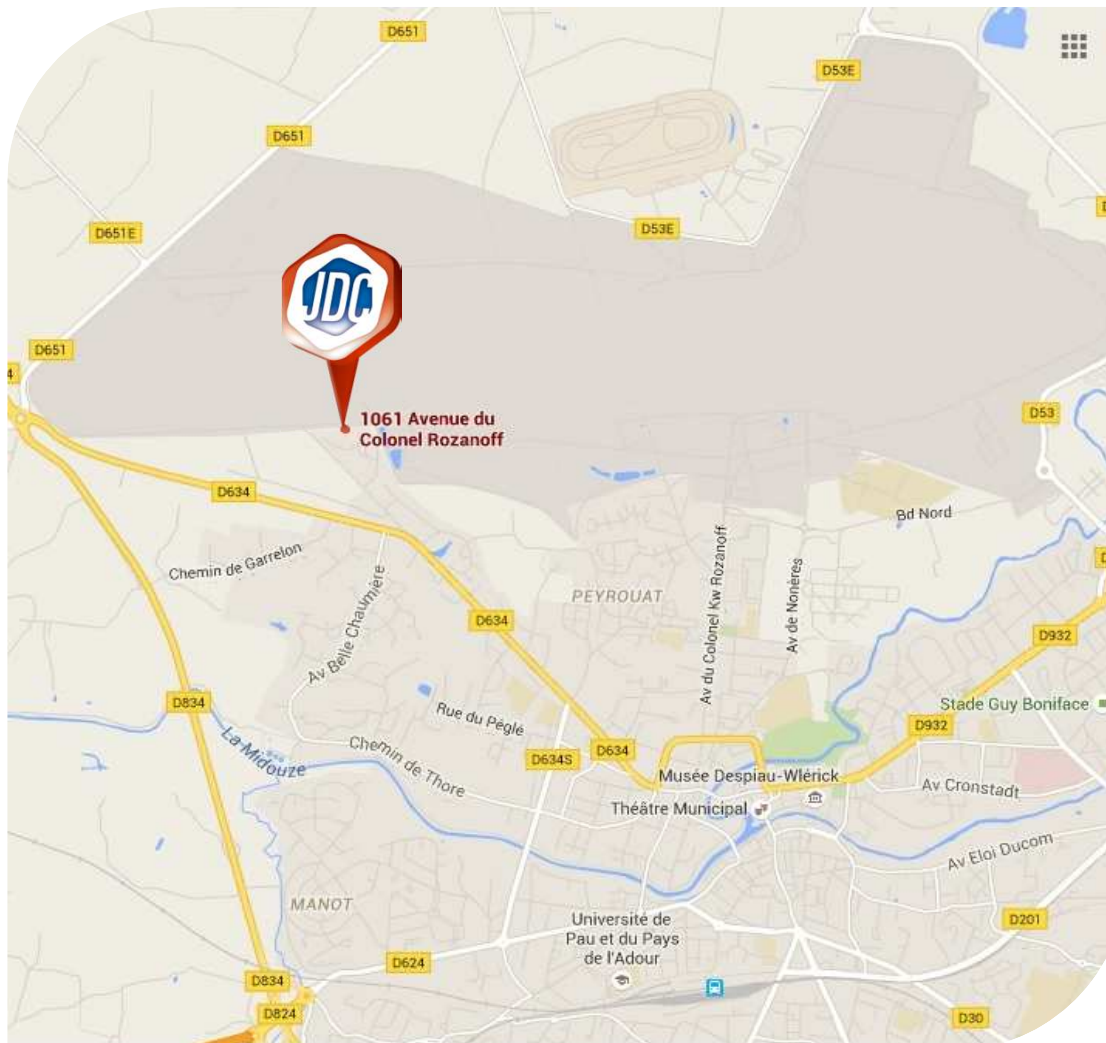 D651
D53E
D651
D651E
D53E
JDC
D651
4
1061 Avenue du
Colonel Rozanoff
D53
D634
Bd Nord
Chemin de Garrelon
Av Belle Chaumière
PEYROUAT
Av du Colonel Kw Rozanoff
Av de Nonères
D634
D932
D834
Stade Guy Boniface
La Midouze
Rue du Péglé
D932
Chemin de Thore
D634S
D634
Musée Despiau-Wlérick
Av Cronstadt
Théâtre Municipal
Av Eloi Ducom
MANOT
Université de
Pau et du Pays
de l'Adour
D201
D624
D834
D824
D30